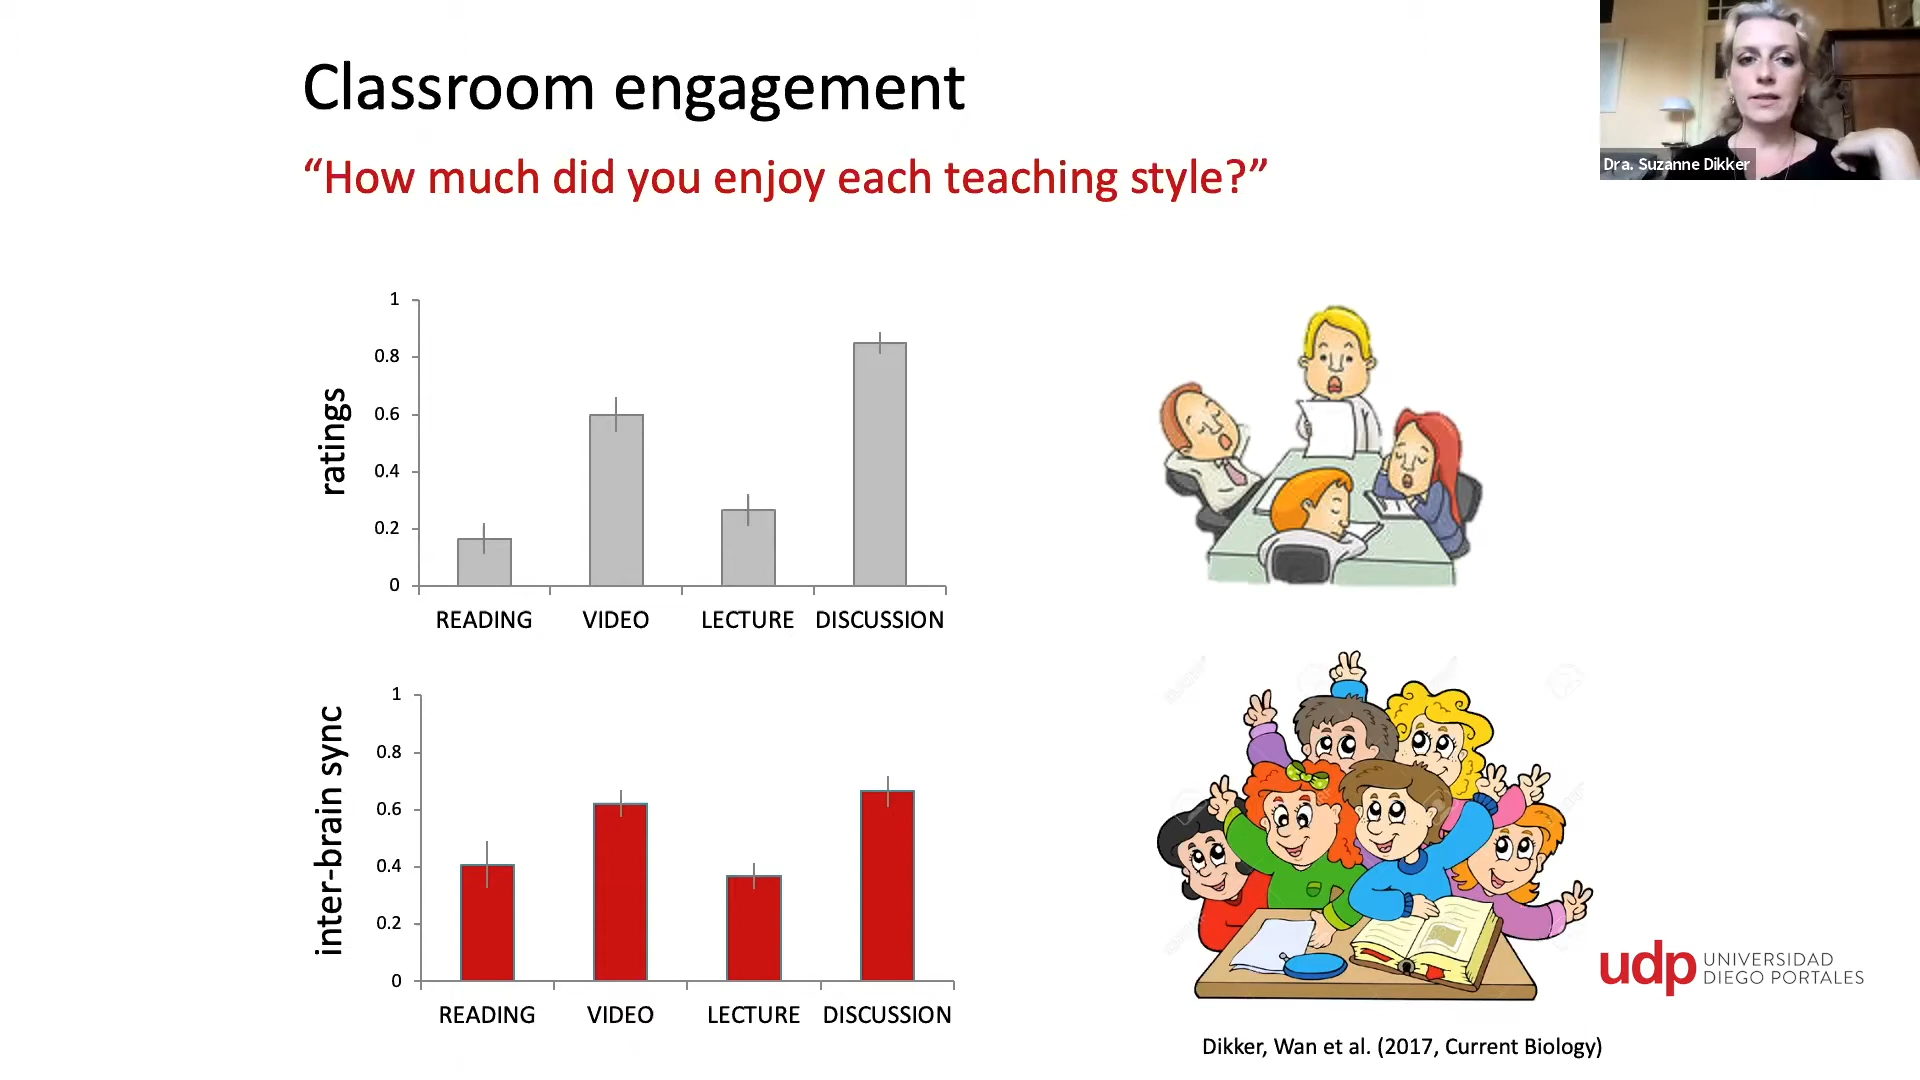 Classroom engagement
“How much did you enjoy each teaching style?”
Dra. Suzanne Dikker
ratings
1
0.8
0.6
0.4
0.2
0
READING VIDEO LECTURE DISCUSSION
inter-brain sync
1
0.8
0.6
0.4
0.2
0
READING VIDEO LECTURE DISCUSSION
udp UNIVERSIDAD
DIEGO PORTALES
Dikker, Wan et al. (2017, Current Biology)